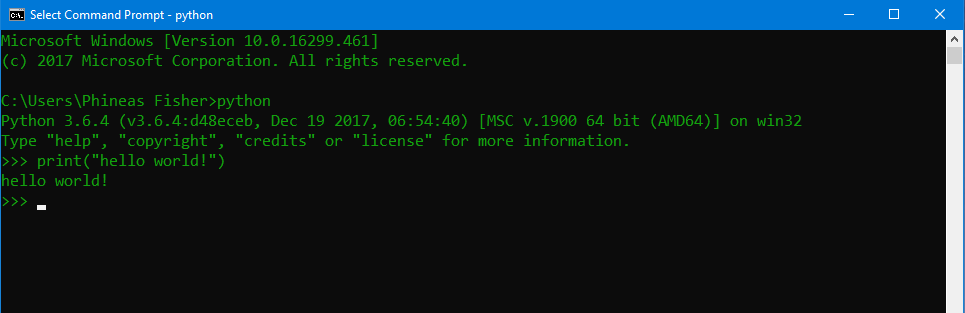 Select Command Prompt - python
Microsoft Windows [Version 10.0.16299.461]
(c) 2017 Microsoft Corporation. All rights reserved.
C:\Users\Phineas Fisher>python
Python 3.6.4 (v3.6.4:d48eceb, Dec 19 2017, 06:54:40) [MSC v.1900 64 bit (AMD64)] on win32
Type "help", "copyright", "credits" or "license" for more information.
>>> print("hello world!")
hello world!
>>>